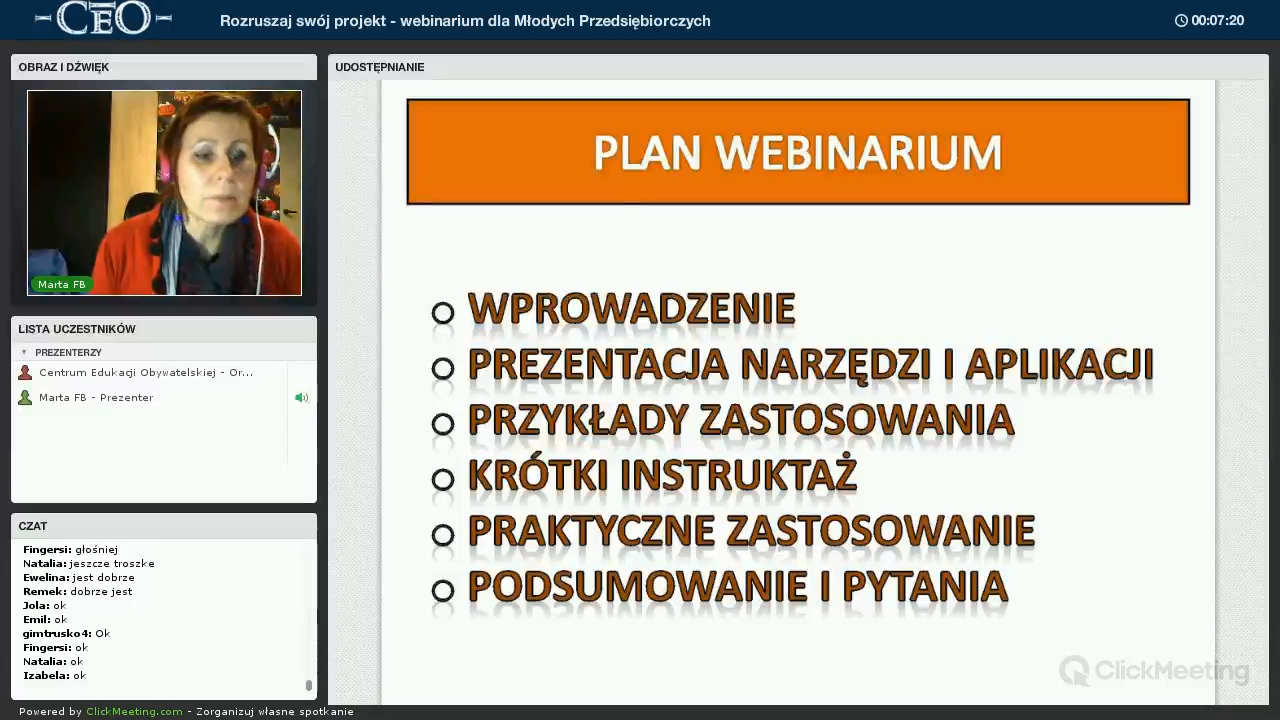 CEO
Rozruszaj swój projekt - webinarium dla Młodych Przedsiębiorczych
00:07:20
OBRAZ I DŹWIĘK
Marta FB
LISTA UCZESTNIKÓW
PREZENTERZY
Centrum Edukacji Obywatelskiej - Or...
Marta FB - Prezenter
CZAT
Fingersi: głośniej
Natalia: jeszcze troszke
Ewelina: jest dobrze
Remek: dobrze jest
Jola: ok
Emil: ok
gimtrusko4: Ok
Fingersi: ok
Natalia: ok
Izabela: ok
Powered by ClickMeeting.com - Zorganizuj własne spotkanie
UDOSTĘPNIANIE
PLAN WEBINARIUM
WPROWADZENIE
PREZENTACJA NARZĘDZI I APLIKACJI
PRZYKŁADY ZASTOSOWANIA
KRÓTKI INSTRUKTAŻ
PRAKTYCZNE ZASTOSOWANIE
PODSUMOWANIE I PYTANIA
ClickMeeting